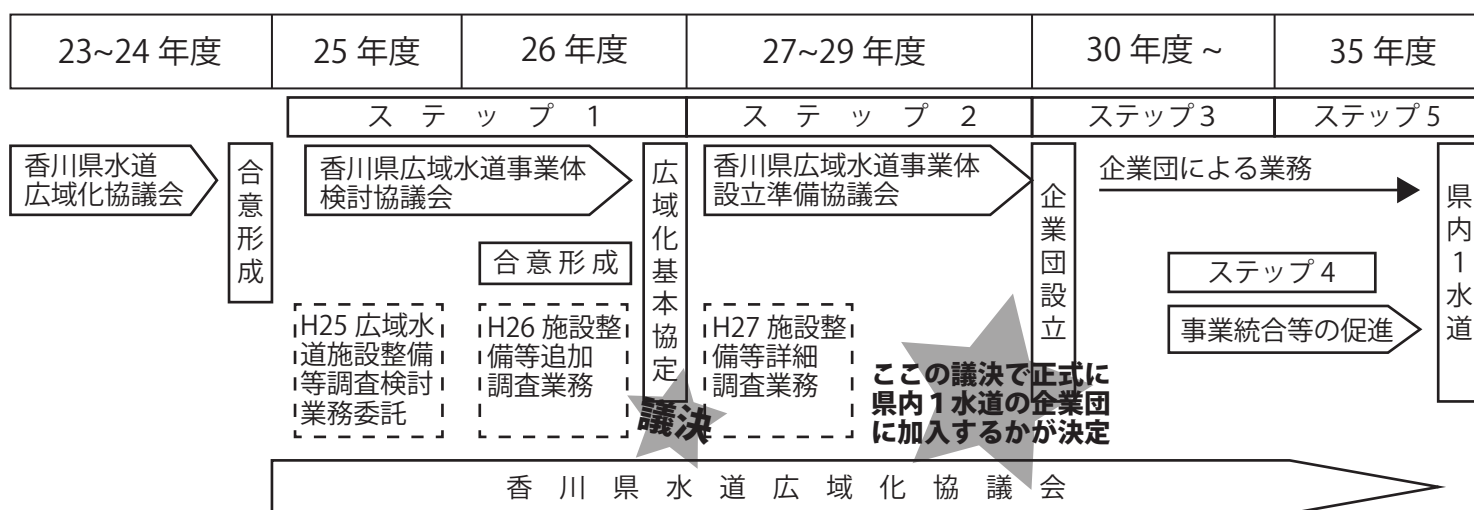 23~24 年度
25 年度
26 年度
27~29 年度
30 年度 ~
35 年度
ステップ 1
ステップ 2
ステップ 3
ステップ 5
香川県水道
広域化協議会
合意形成
香川県広域水道事業体
検討協議会
広域化基本協定
香川県広域水道事業体
設立準備協議会
企業団設立
企業団による業務
県内1水道
合意形成
ステップ 4
事業統合等の促進
H25 広域水
道施設整備
等調査検討
業務委託
H26 施設整
備等追加
調査業務
H27 施設整
備等詳細
調査業務
議決
ここの議決で正式に
県内1水道の企業団
に加入するかが決定
香川県水道広域化協議会